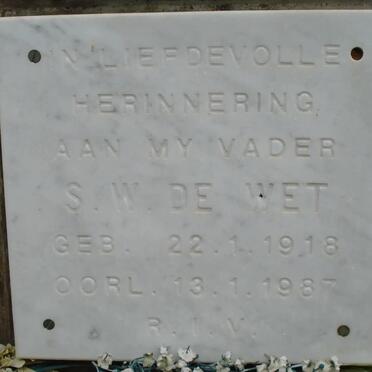 IN LIEFDEVOLLE
HERINNERING
AAN MY VADER
S. W. DE WET
GEB. 22.1.1918
OORL. 13.1.1987
R.I.V.